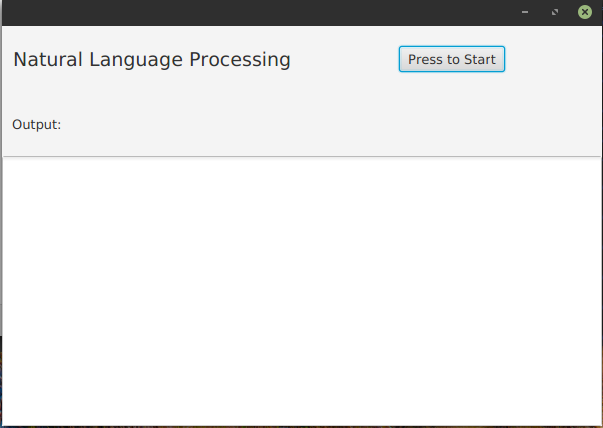 Natural Language Processing
Press to Start
Output: